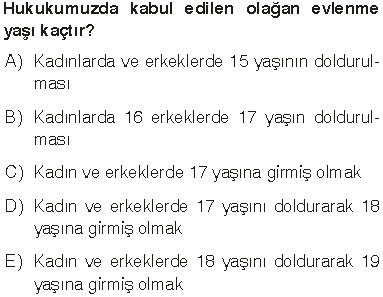 Hukukumuzda kabul edilen olağan evlenme
yaşı kaçtır?
A) Kadınlarda ve erkeklerde 15 yaşının doldurul-
ması
B) Kadınlarda 16 erkeklerde 17 yaşın doldurul-
ması
C) Kadın ve erkeklerde 17 yaşına girmiş olmak
D) Kadın ve erkeklerde 17 yaşını doldurarak 18
yaşına girmiş olmak
E) Kadın ve erkeklerde 18 yaşını doldurarak 19
yaşına girmiş olmak